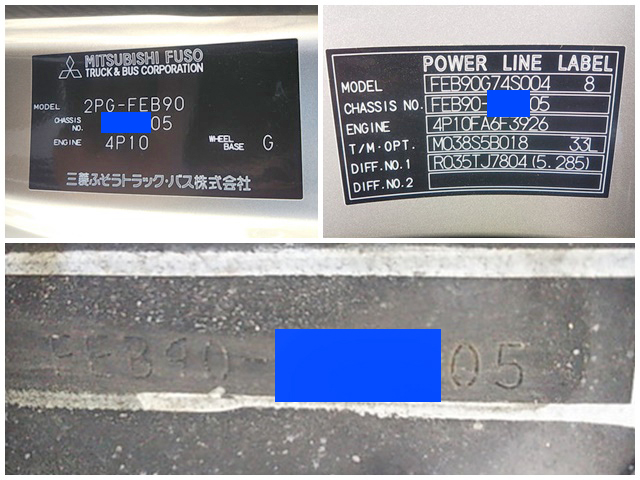 MITSUBISHI FUSO
TRUCK & BUS CORPORATION
MODEL 2PG-FEB90
CHASSIS NO. 05
ENGINE 4P10 WHEEL BASE G
三菱ふそうトラック・バス株式会社
POWER LINE LABEL
MODEL FEB90G74S004 8
CHASSIS NO. FEB90- 05
ENGINE 4P10FA6F3926
T/M・OPT. M038S5B018 33L
DIFF.NO.1 R035TJ7804(5.285)
DIFF.NO.2
FEB90- 05